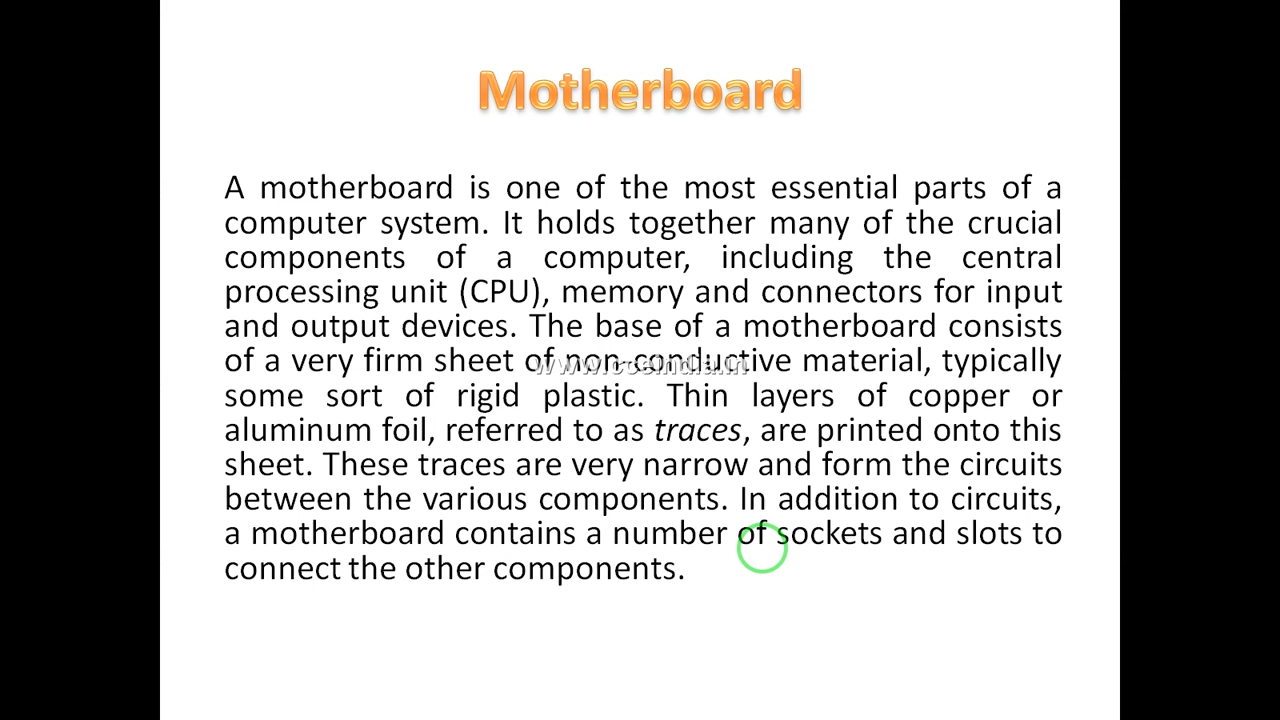 Motherboard
A motherboard is one of the most essential parts of a
computer system. It holds together many of the crucial
components of a computer, including the central
processing unit (CPU), memory and connectors for input
and output devices. The base of a motherboard consists
of a very firm sheet of non-conductive material, typically
some sort of rigid plastic. Thin layers of copper or
aluminum foil, referred to as traces, are printed onto this
sheet. These traces are very narrow and form the circuits
between the various components. In addition to circuits,
a motherboard contains a number of sockets and slots to
connect the other components.
www.cceindia.in